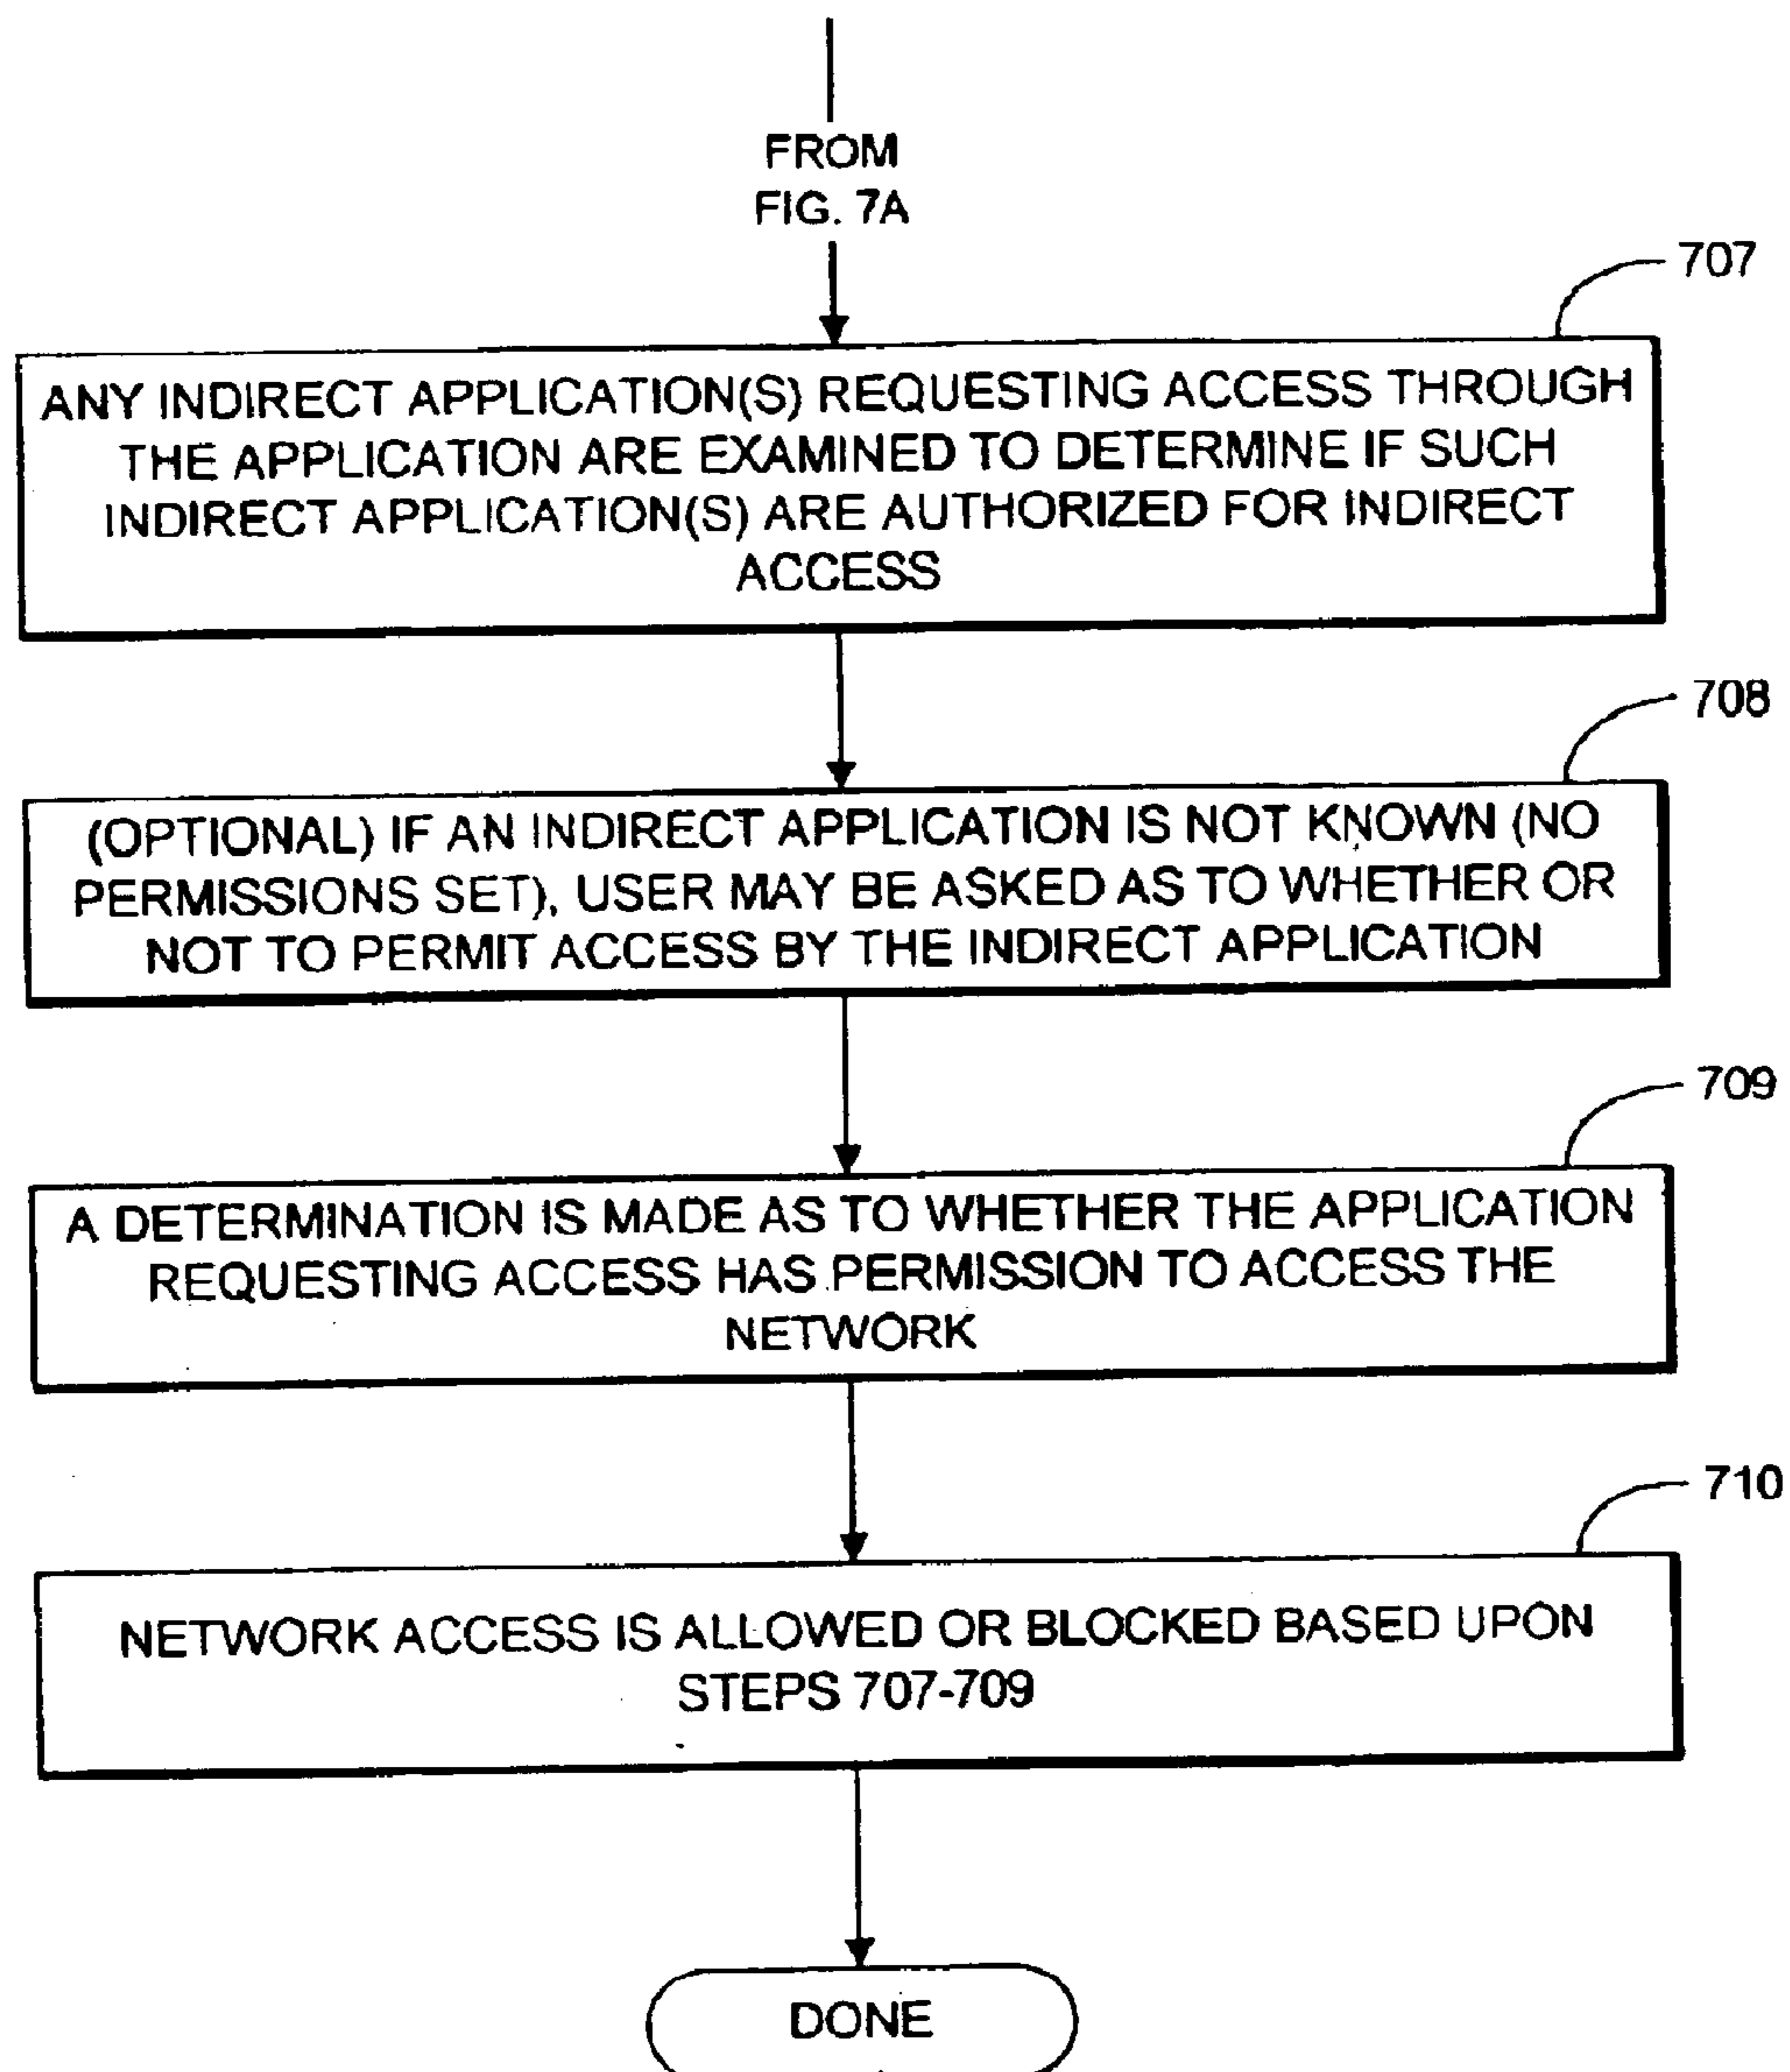 FROM
FIG. 7A
707
ANY INDIRECT APPLICATION(S) REQUESTING ACCESS THROUGH
THE APPLICATION ARE EXAMINED TO DETERMINE IF SUCH
INDIRECT APPLICATION(S) ARE AUTHORIZED FOR INDIRECT
ACCESS
708
(OPTIONAL) IF AN INDIRECT APPLICATION IS NOT KNOWN (NO
PERMISSIONS SET), USER MAY BE ASKED AS TO WHETHER OR
NOT TO PERMIT ACCESS BY THE INDIRECT APPLICATION
709
A DETERMINATION IS MADE AS TO WHETHER THE APPLICATION
REQUESTING ACCESS HAS PERMISSION TO ACCESS THE
NETWORK
710
NETWORK ACCESS IS ALLOWED OR BLOCKED BASED UPON
STEPS 707-709
DONE